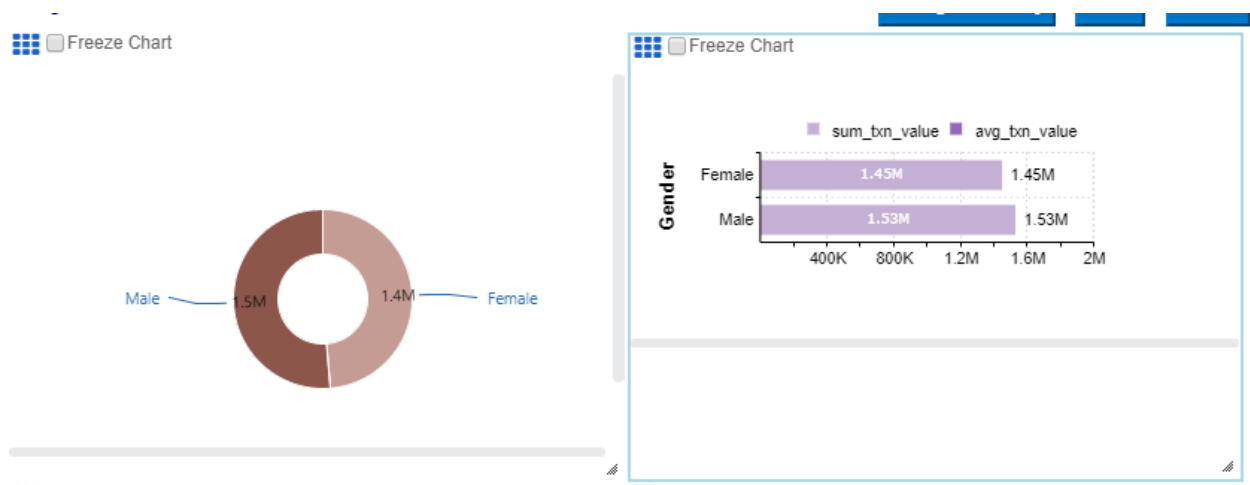 Freeze Chart
Male
1.5M
1.4M
Female
Freeze Chart
sum_txn_value avg_txn_value
Gender
Female 1.45M 1.45M
Male 1.53M 1.53M
400K 800K 1.2M 1.6M 2M